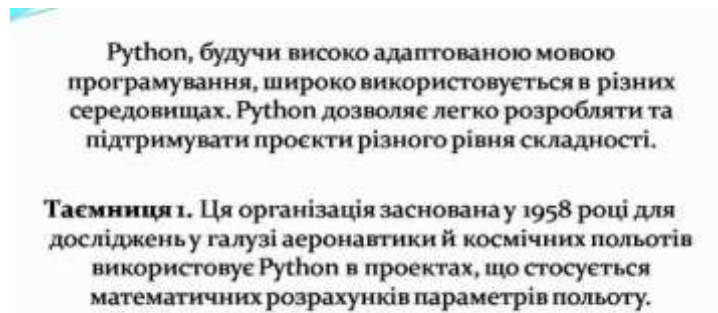 Python, будучи високо адаптованою мовою
програмування, широко використовується в різних
середовищах. Python дозволяє легко розробляти та
підтримувати проєкти різного рівня складності.
Таємниця 1. Ця організація заснована у 1958 році для
досліджень у галузі аеронавтики й космічних польотів
використовує Python в проектах, що стосується
математичних розрахунків параметрів польоту.